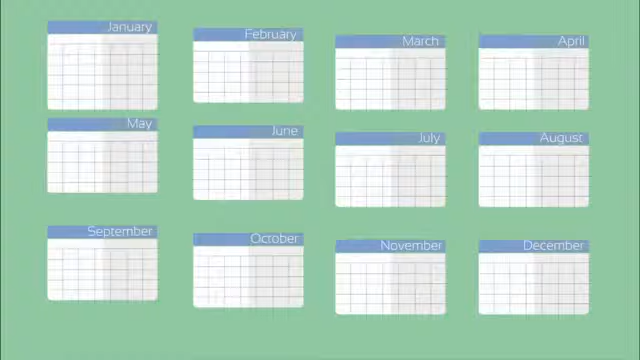 January
February
March
April
May
June
July
August
September
October
November
December